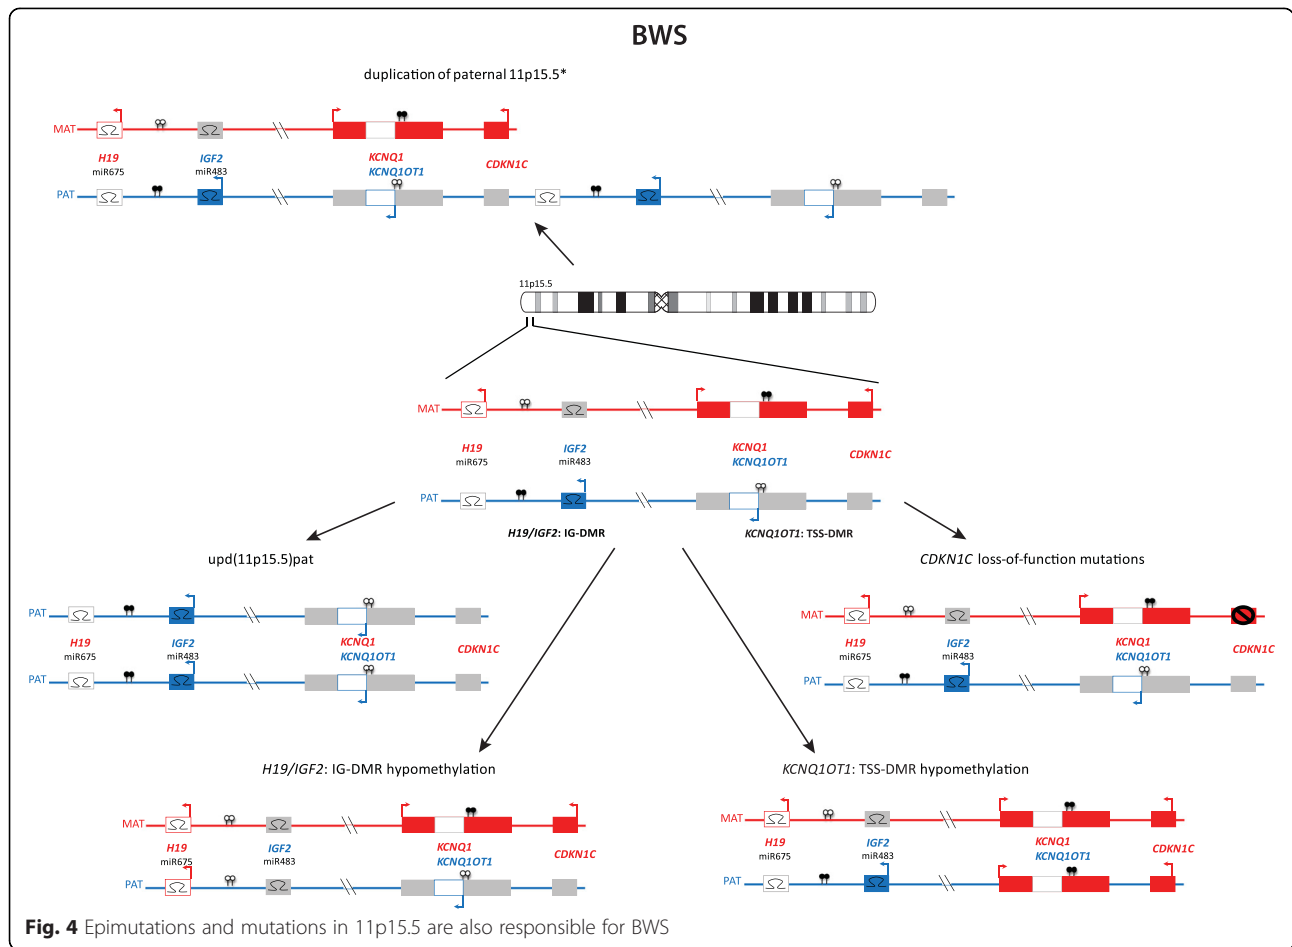 BWS
duplication of paternal 11p15.5*
MAT
H19 IGF2 KCNQ1 CDKN1C
miR675 miR483 KCNQ1OT1
PAT
11p15.5
MAT
H19 IGF2 KCNQ1 CDKN1C
miR675 miR483 KCNQ1OT1
PAT
H19/IGF2: IG-DMR KCNQ1OT1: TSS-DMR
upd(11p15.5)pat
PAT
H19 IGF2 KCNQ1 CDKN1C
miR675 miR483 KCNQ1OT1
PAT
CDKN1C loss-of-function mutations
MAT
H19 IGF2 KCNQ1 CDKN1C
miR675 miR483 KCNQ1OT1
PAT
H19/IGF2: IG-DMR hypomethylation
MAT
H19 IGF2 KCNQ1 CDKN1C
miR675 miR483 KCNQ1OT1
PAT
KCNQ1OT1: TSS-DMR hypomethylation
MAT
H19 IGF2 KCNQ1 CDKN1C
miR675 miR483 KCNQ1OT1
PAT
Fig. 4 Epimutations and mutations in 11p15.5 are also responsible for BWS